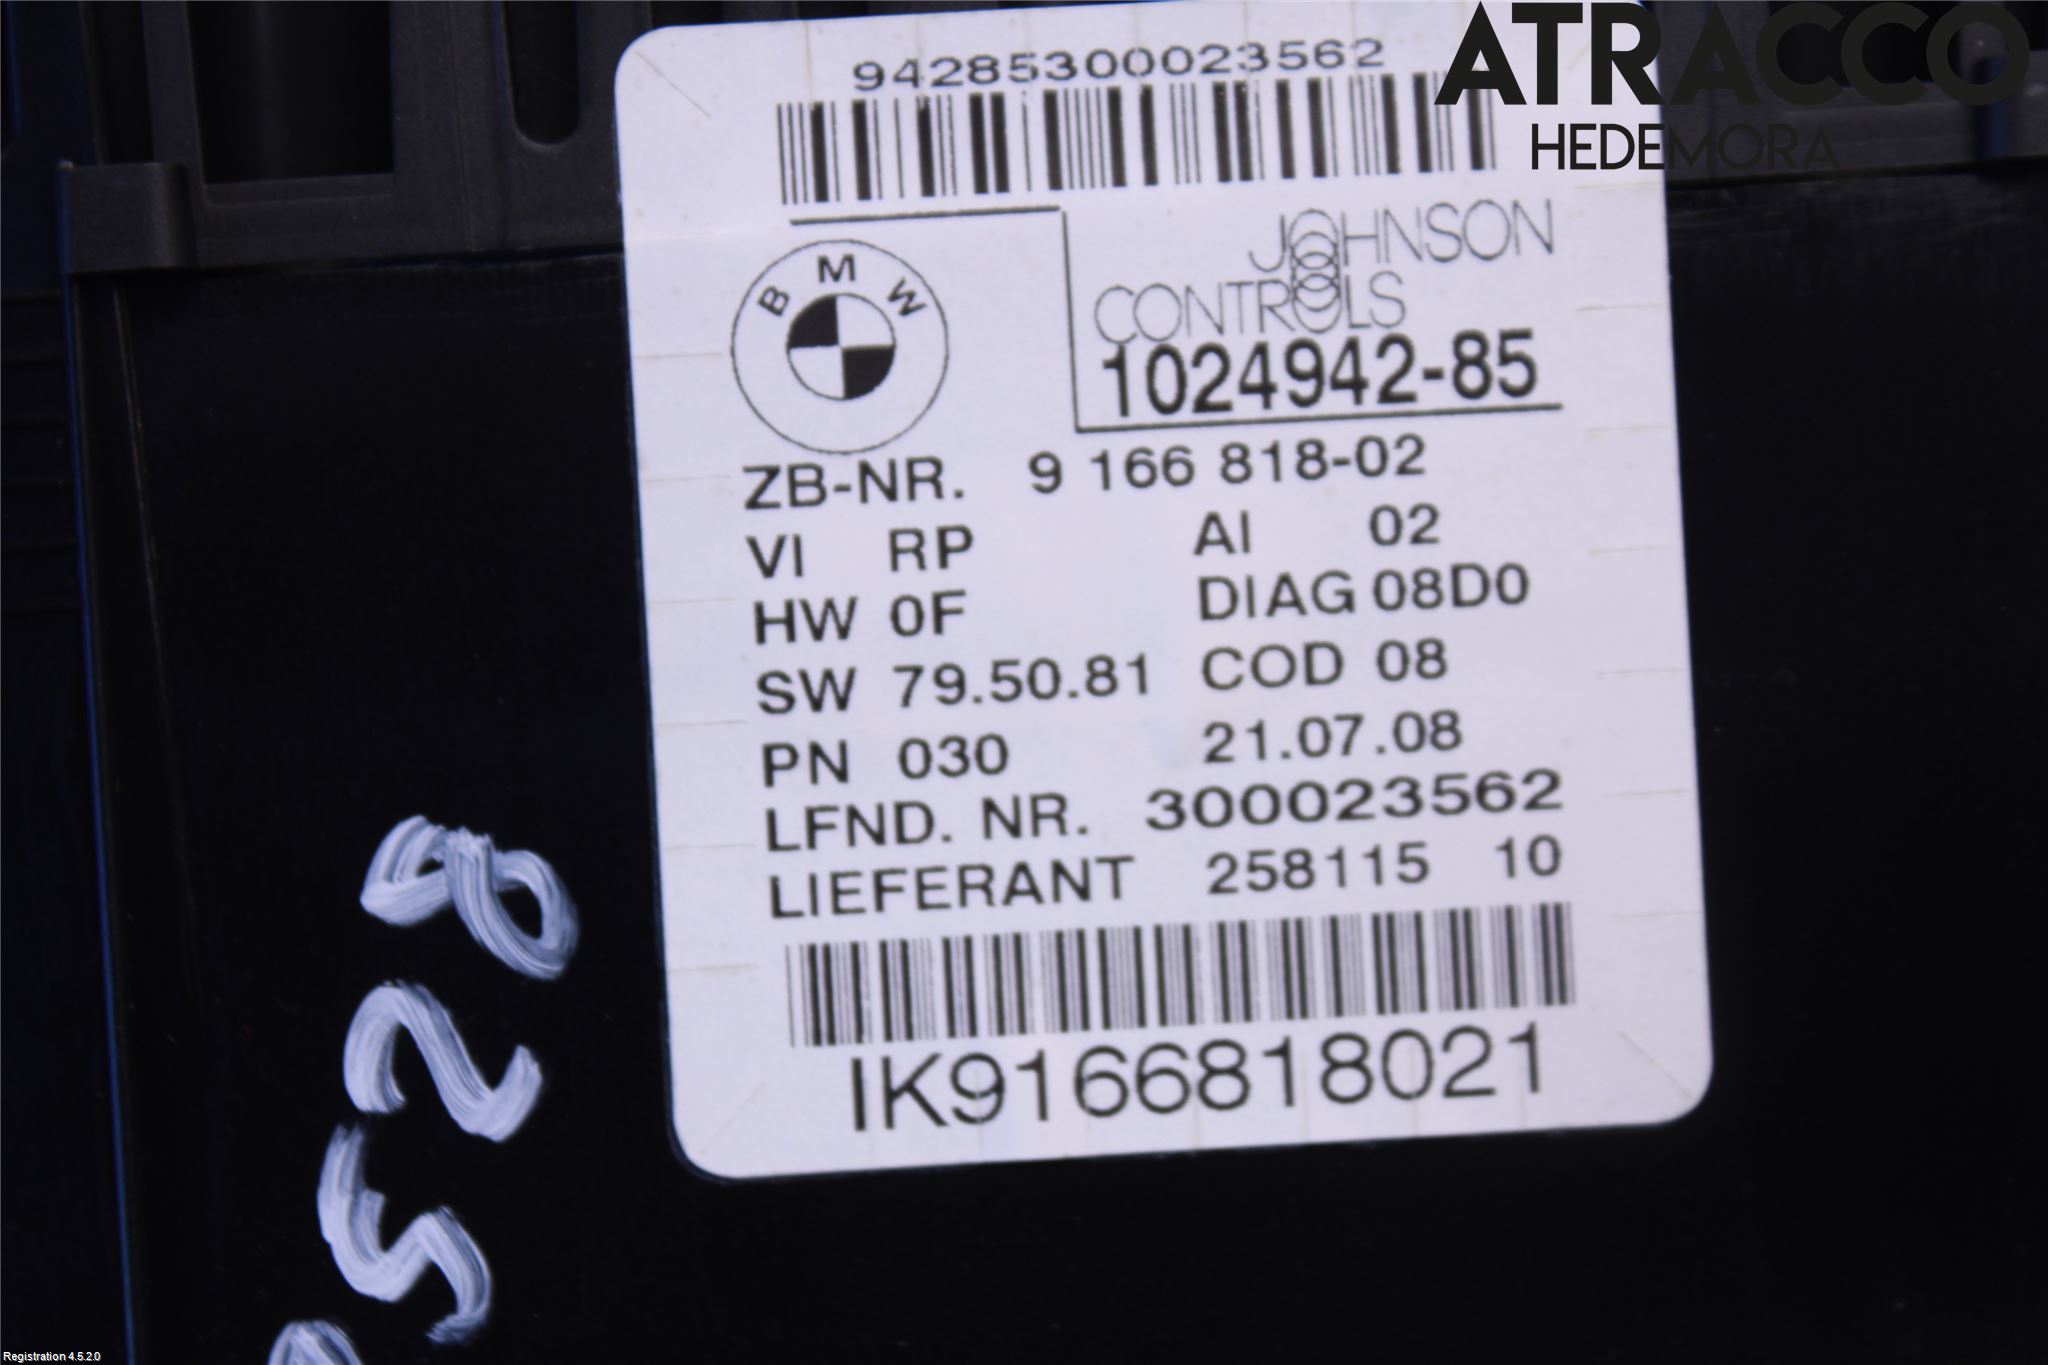 ATRACCO
HEDEMORA
94285300023562
BMW
JOHNSON
CONTROLS
1024942-85
ZB-NR. 9 166 818-02
VI RP AI 02
HW 0F DIAG 08D0
SW 79.50.81 COD 08
PN 030 21.07.08
LFND. NR. 300023562
LIEFERANT 258115 10
IK9166818021
528
Registration 4.5.2.0